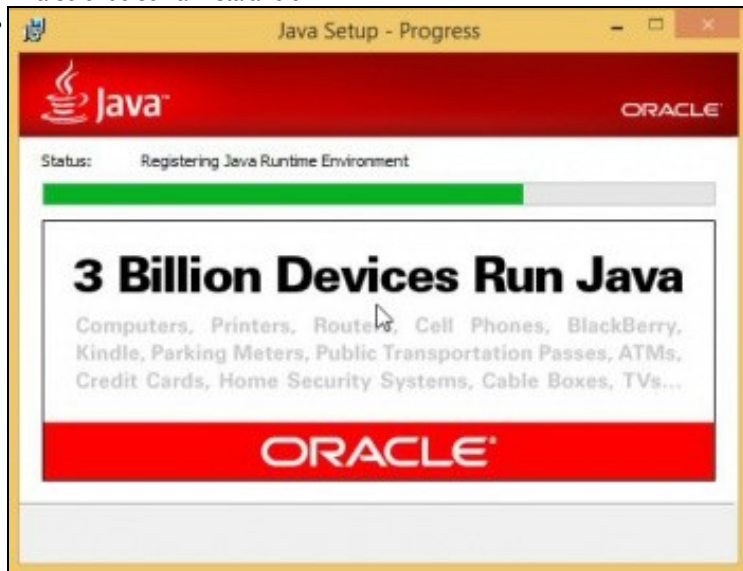 Java Setup - Progress
Java™
ORACLE®
Status: Registering Java Runtime Environment
3 Billion Devices Run Java
Computers, Printers, Routers, Cell Phones, BlackBerry,
Kindle, Parking Meters, Public Transportation Passes, ATMs,
Credit Cards, Home Security Systems, Cable Boxes, TVs...
ORACLE®